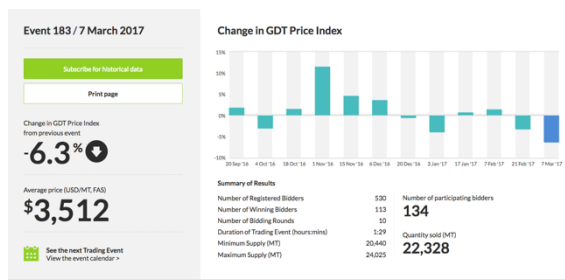 Event 183 / 7 March 2017
Subscribe for historical data
Print page
Change in GDT Price Index
from previous event
-6.3%
Average price (USD/MT, FAS)
$3,512
See the next Trading Event
View the event calendar >
Change in GDT Price Index
15%
10%
5%
0%
-5%
-10%
20 Sep '16 4 Oct '16 18 Oct '16 1 Nov '16 15 Nov '16 6 Dec '16 20 Dec '16 3 Jan '17 17 Jan '17 7 Feb '17 21 Feb '17 7 Mar '17
Summary of Results
Number of Registered Bidders 530
Number of Winning Bidders 113
Number of Bidding Rounds 10
Duration of Trading Event (hours:mins) 1:29
Minimum Supply (MT) 20,440
Maximum Supply (MT) 24,025
Number of participating bidders
134
Quantity sold (MT)
22,328